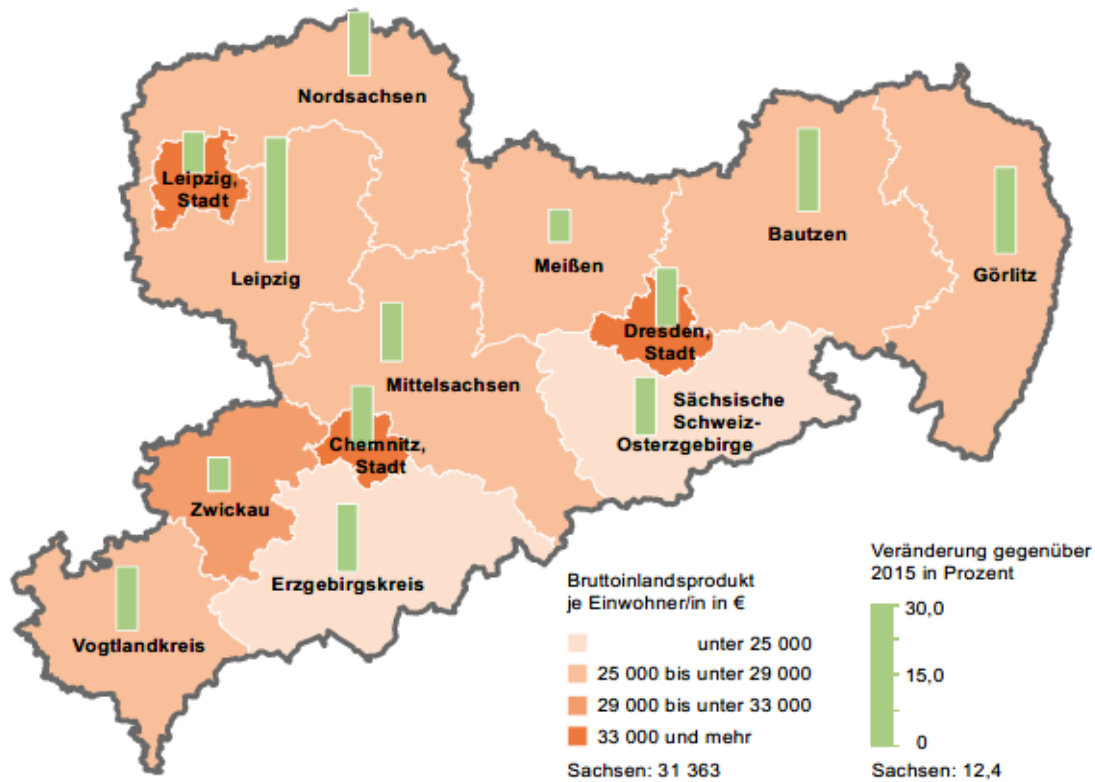 Nordsachsen
Leipzig,
Stadt
Leipzig
Meißen
Bautzen
Görlitz
Dresden,
Stadt
Mittelsachsen
Sächsische
Schweiz-
Osterzgebirge
Chemnitz,
Stadt
Zwickau
Erzgebirgskreis
Vogtlandkreis
Bruttoinlandsprodukt
je Einwohner/in in €
unter 25 000
25 000 bis unter 29 000
29 000 bis unter 33 000
33 000 und mehr
Sachsen: 31 363
Veränderung gegenüber
2015 in Prozent
30,0
15,0
0
Sachsen: 12,4